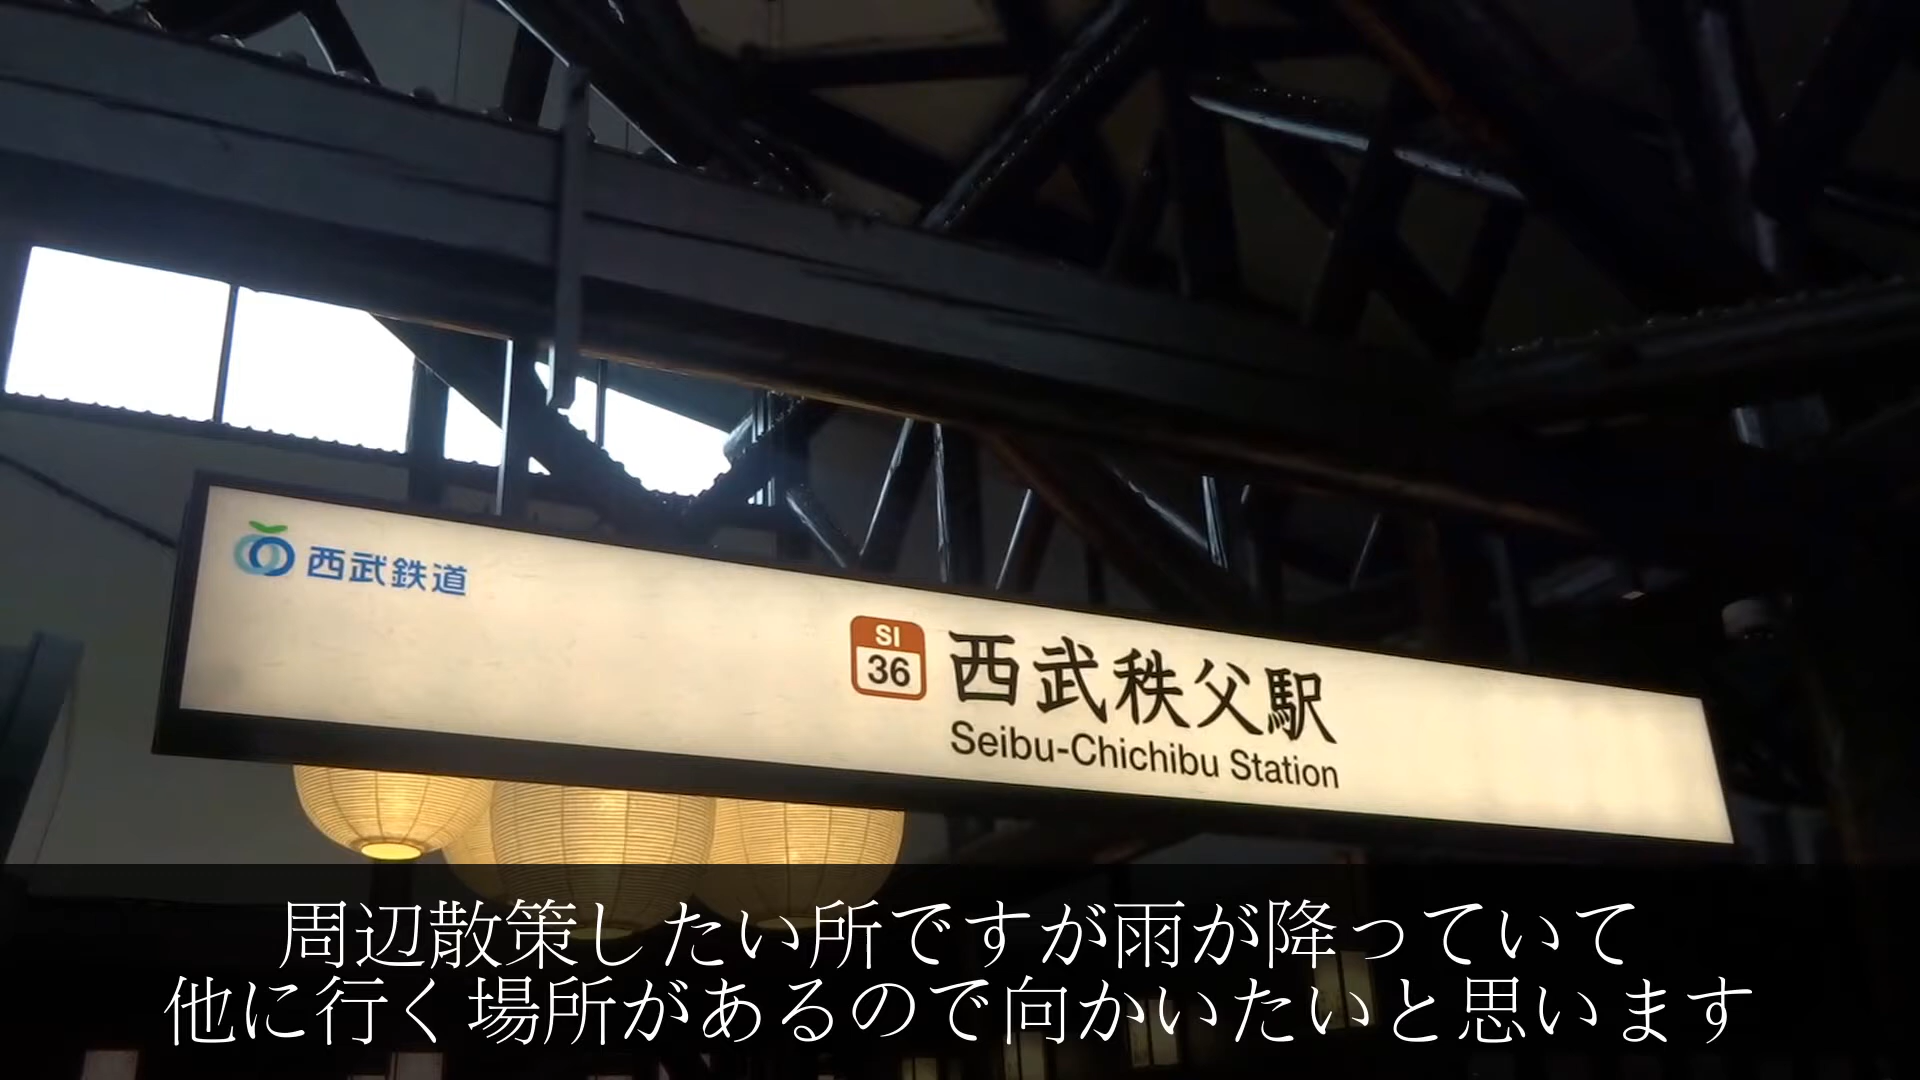 西武鉄道
SI
36
西武秩父駅
Seibu-Chichibu Station
周辺散策したい所ですが雨が降っていて
他に行く場所があるので向かいたいと思います